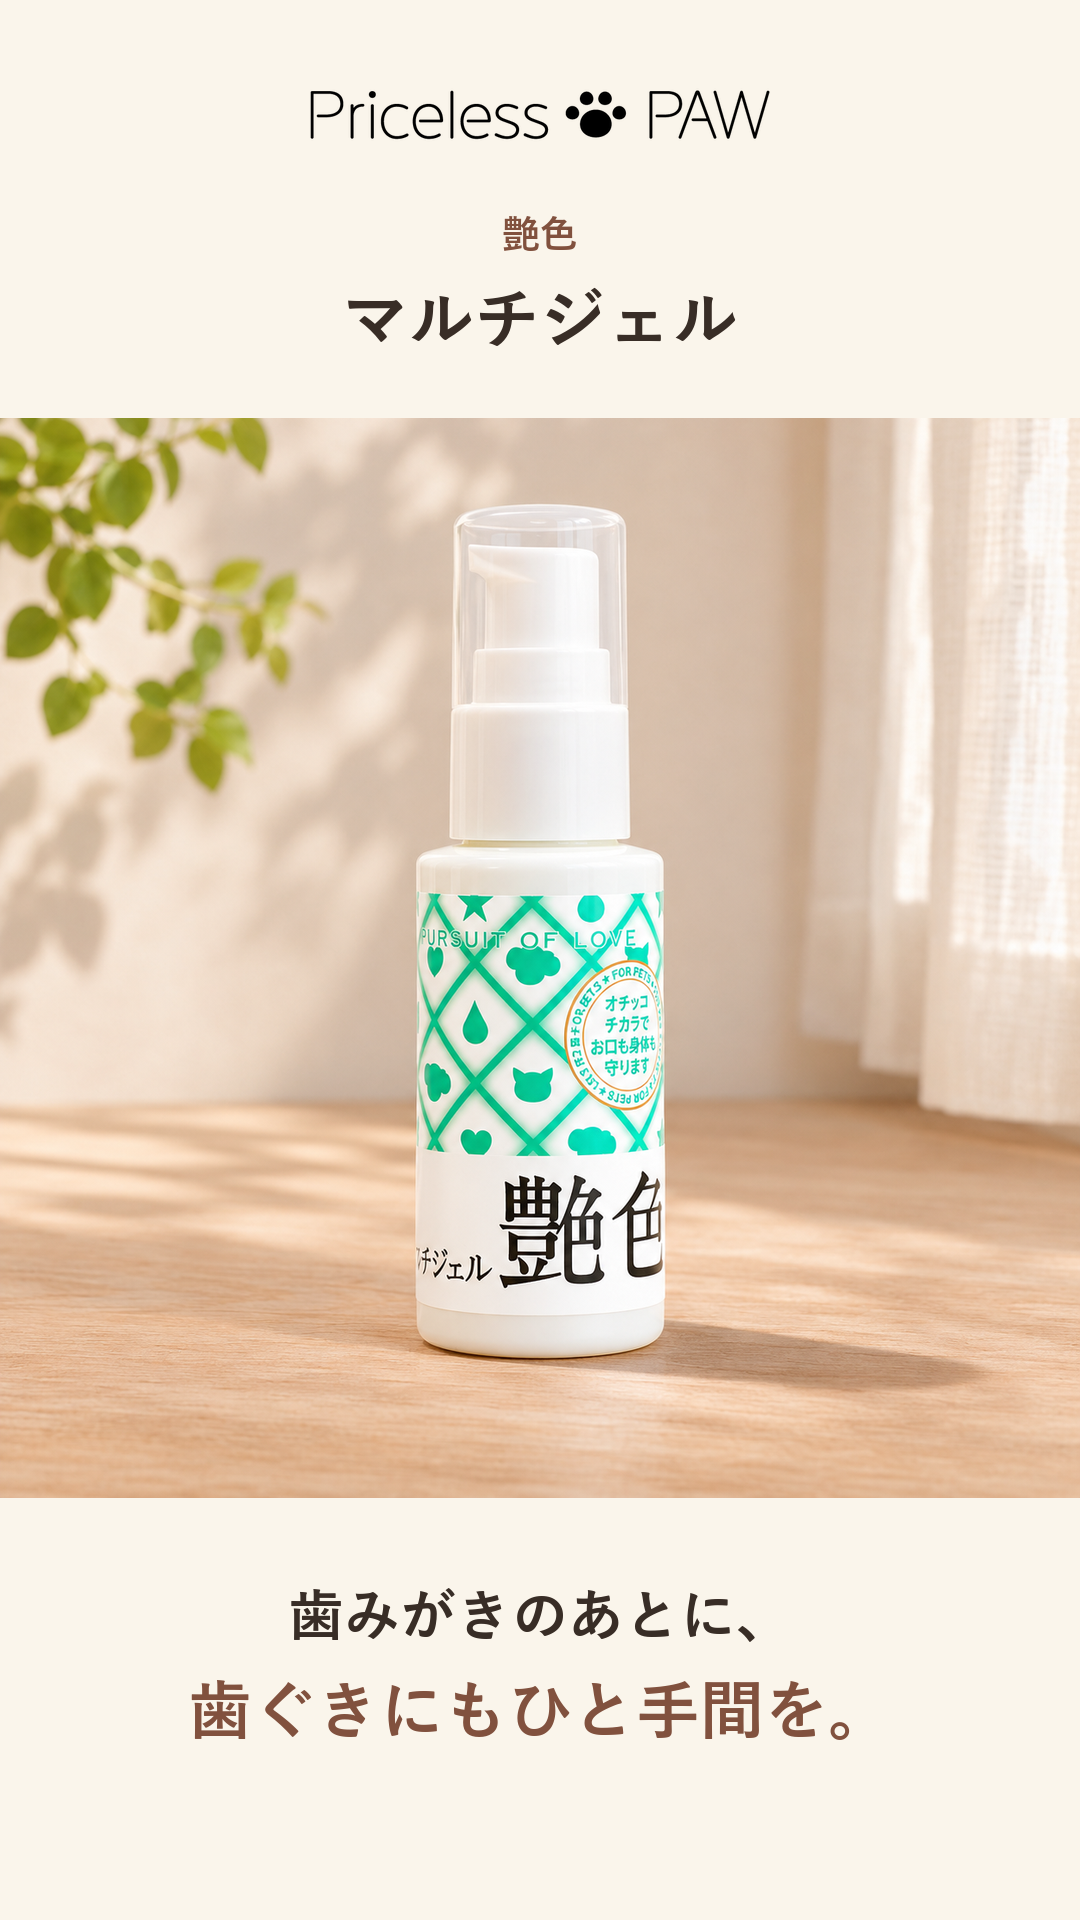 Priceless PAW
艶色
マルチジェル
PURSUIT OF LOVE
FOR PETS
オチッコ
チカラで
お口も身体も
守ります
チジェル 艶色
歯みがきのあとに、
歯ぐきにもひと手間を。